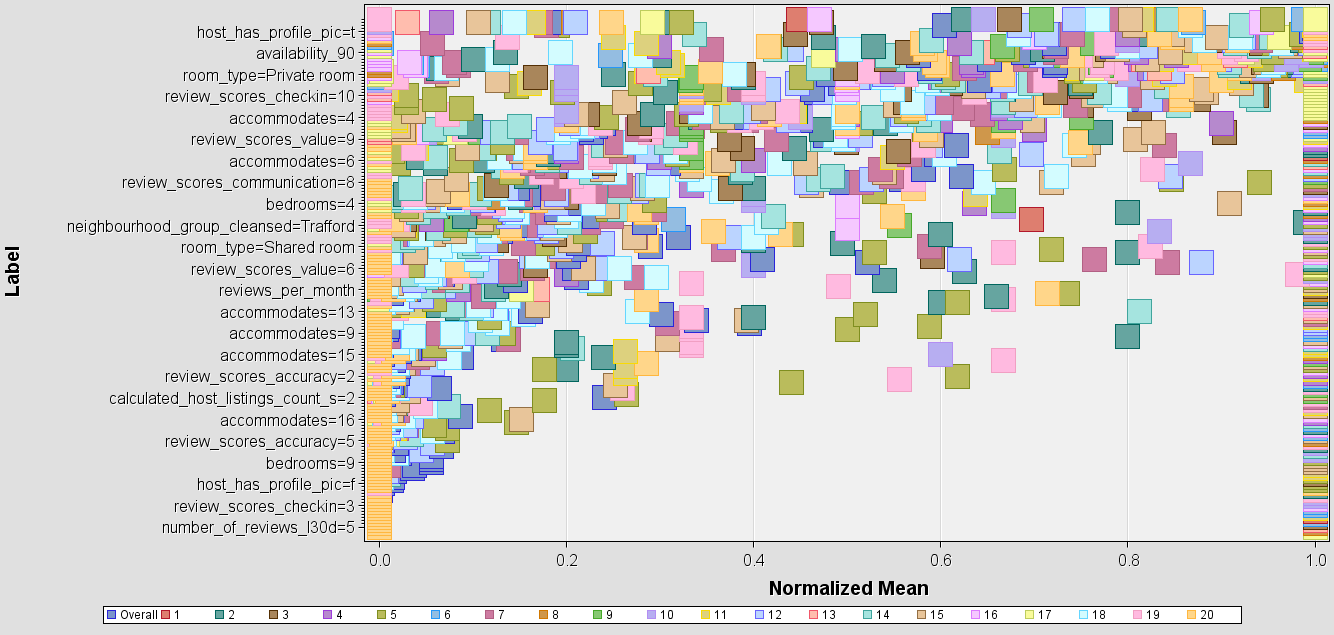 host_has_profile_pic=t
availability_90
room_type=Private room
review_scores_checkin=10
accommodates=4
review_scores_value=9
accommodates=6
review_scores_communication=8
bedrooms=4
neighbourhood_group_cleansed=Trafford
room_type=Shared room
review_scores_value=6
reviews_per_month
accommodates=13
accommodates=9
accommodates=15
review_scores_accuracy=2
calculated_host_listings_count_s=2
accommodates=16
review_scores_accuracy=5
bedrooms=9
host_has_profile_pic=f
review_scores_checkin=3
number_of_reviews_l30d=5
Label
0.0 0.2 0.4 0.6 0.8 1.0
Normalized Mean
Overall 1 2 3 4 5 6 7 8 9 10 11 12 13 14 15 16 17 18 19 20